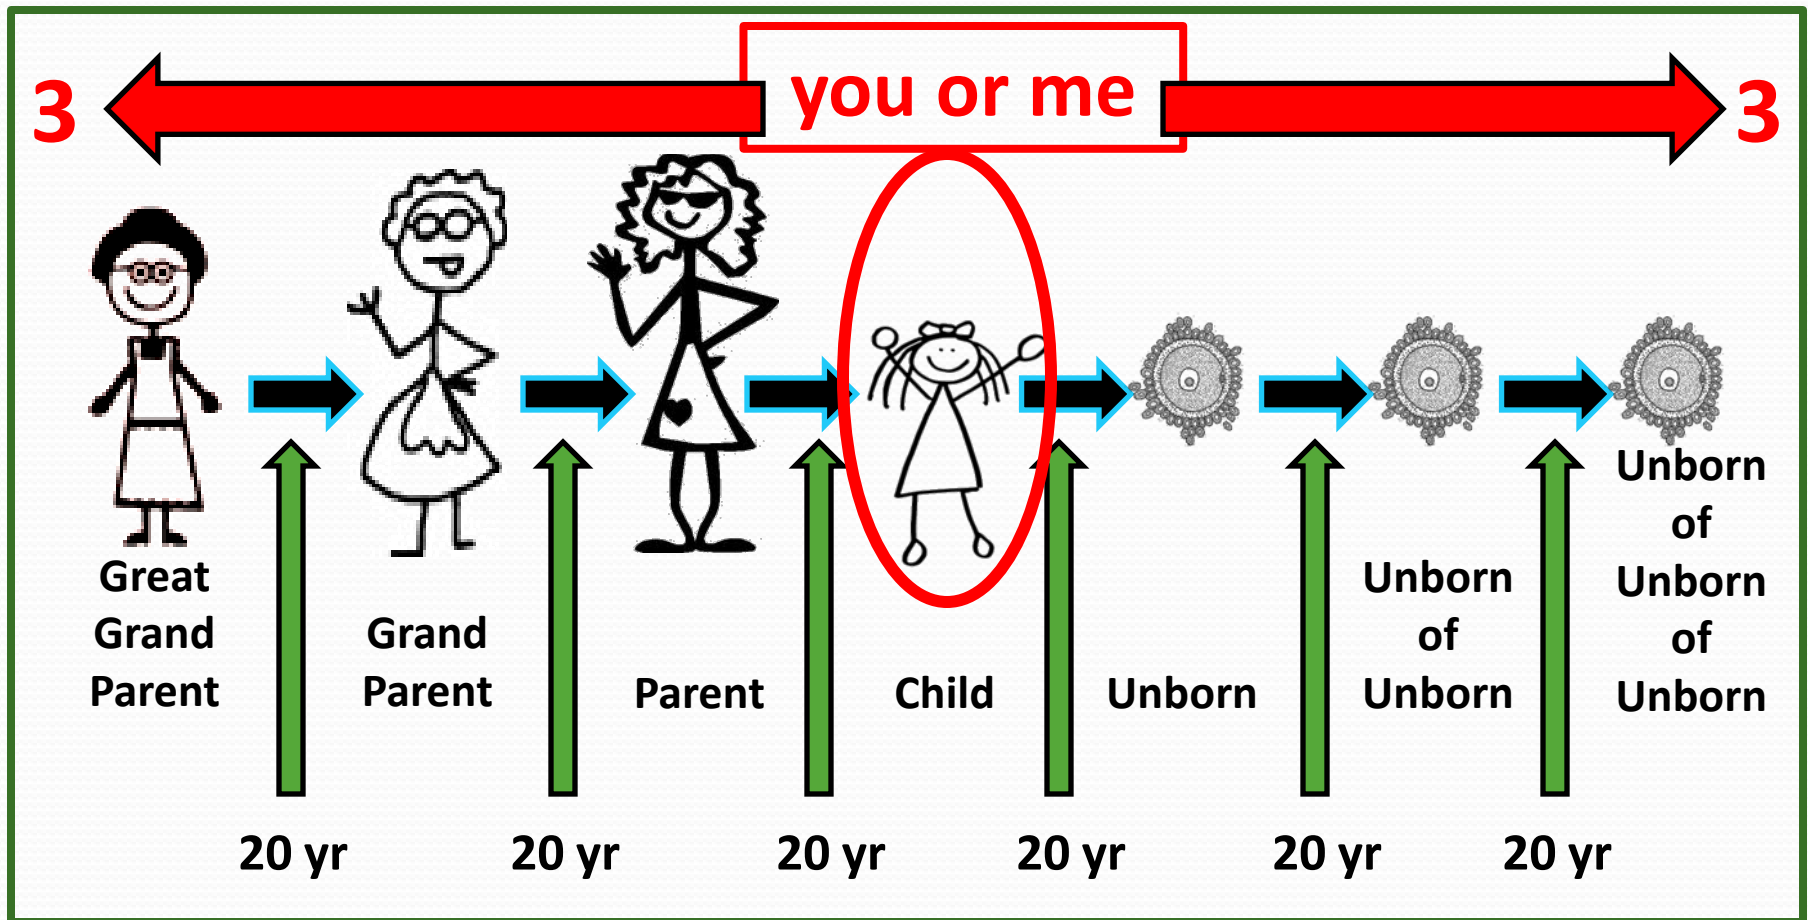 3
you or me
3
Great
Grand
Parent
Grand
Parent
Parent
Child
Unborn
Unborn
of
Unborn
Unborn
of
Unborn
of
Unborn
20 yr
20 yr
20 yr
20 yr
20 yr
20 yr